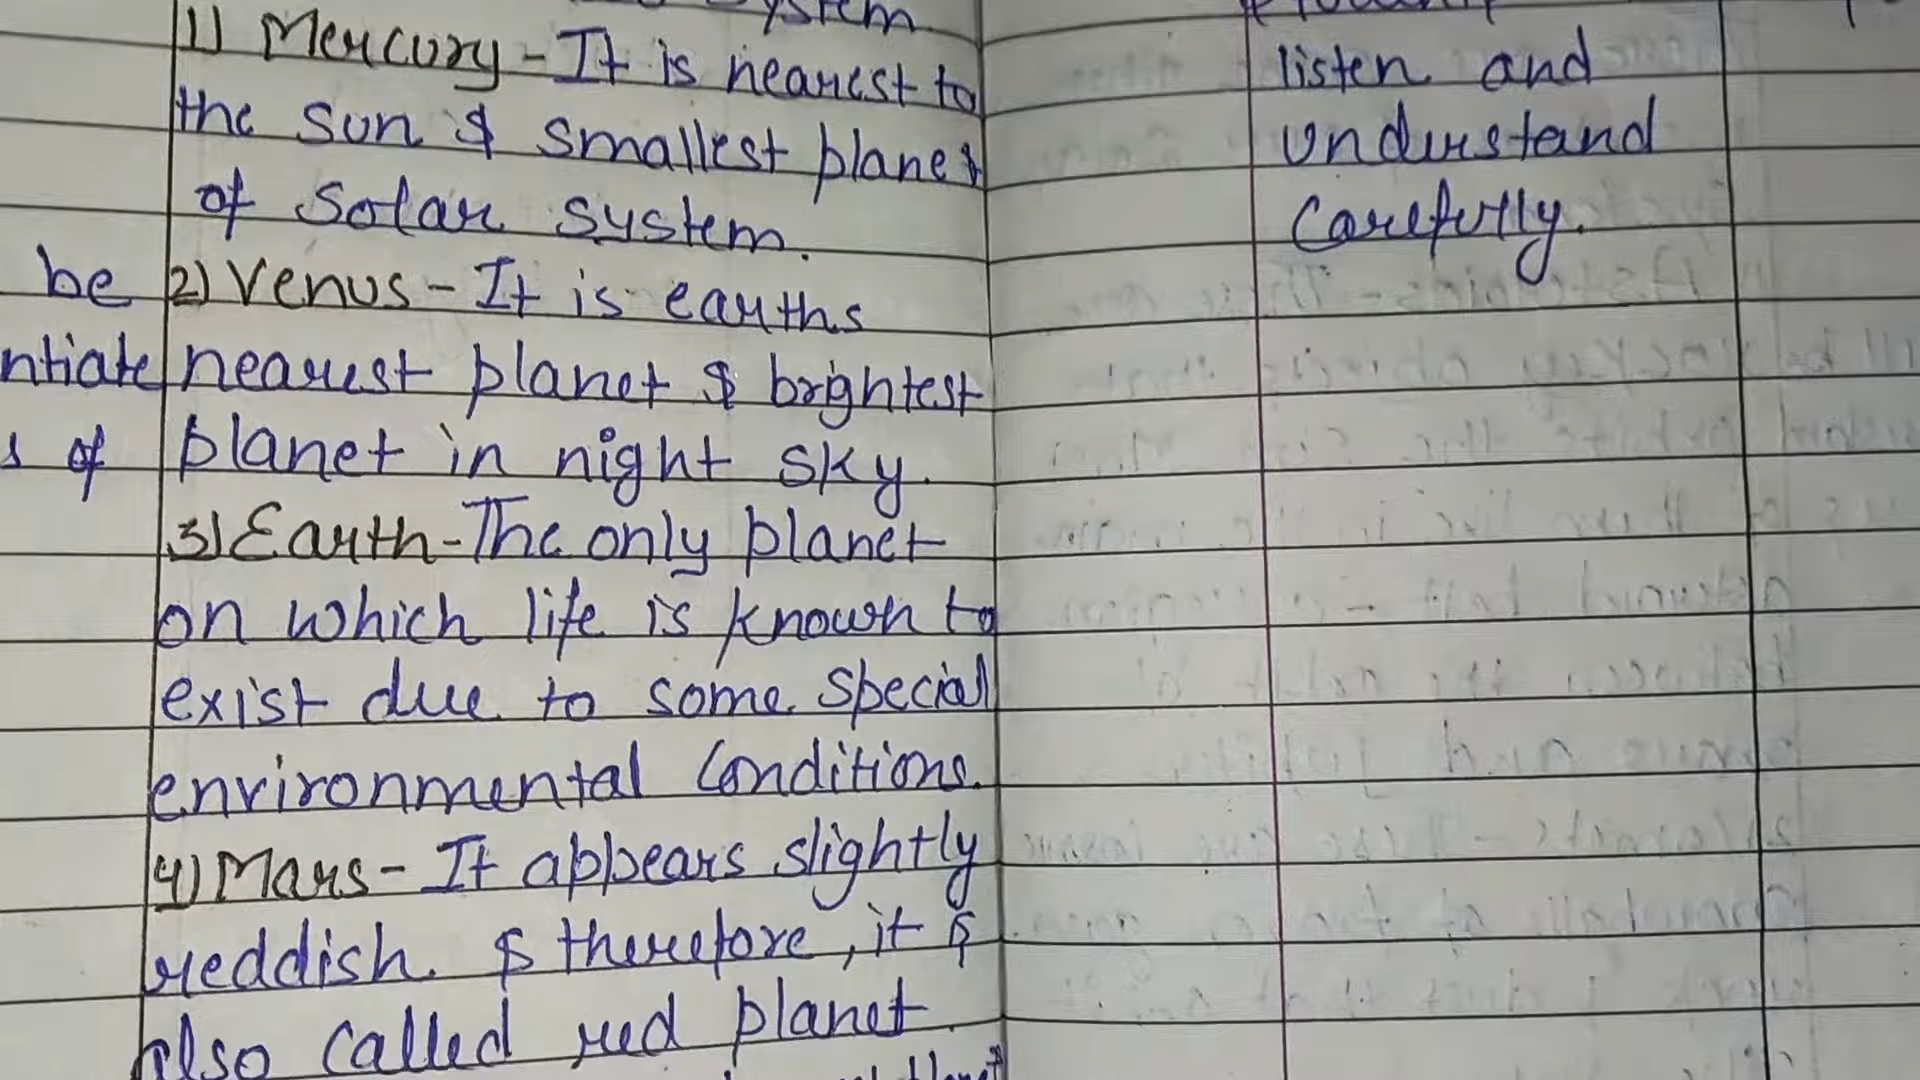 System
1) Mercury - It is nearest to
the sun & smallest planet
of Solar system.
2) Venus - It is earths
nearest planet & brightest
planet in night sky.
3) Earth - The only planet
on which life is known to
exist due to some special
environmental conditions.
4) Mars - It appears slightly
reddish. & therefore, it is
also called red planet.
be
ntiate
s of
listen and
understand
Carefully.